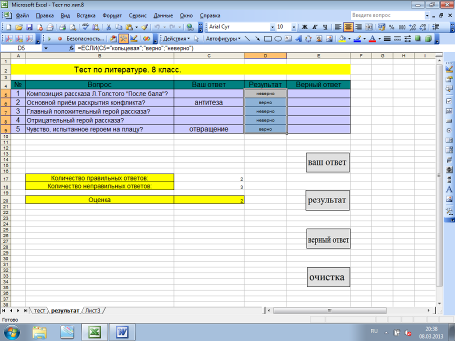 Microsoft Excel - Тест по лит8
Файл Правка Вид Вставка Формат Сервис Данные Окно Справка
Введите вопрос
Arial Cyr 10
Безопасность...
Действия Автофигуры
D5 =ЕСЛИ(C5="кольцевая";"верно";"неверно")
A B C D E F G H I
Тест по литературе. 8 класс.
№ Вопрос Ваш ответ Результат Верный ответ
1 Композиция рассказа Л.Толстого "После бала"? неверно
2 Основной приём раскрытия конфликта? антитеза верно
3 Главный положительный герой рассказа? неверно
4 Отрицательный герой рассказа? неверно
5 Чувство, испытанное героем на плацу? отвращение верно
ваш ответ
Количество правильных ответов: 2
Количество неправильных ответов: 3
результат
Оценка 2
верный ответ
очистка
тест результат Лист3
Готово
RU 20:38
08.03.2013